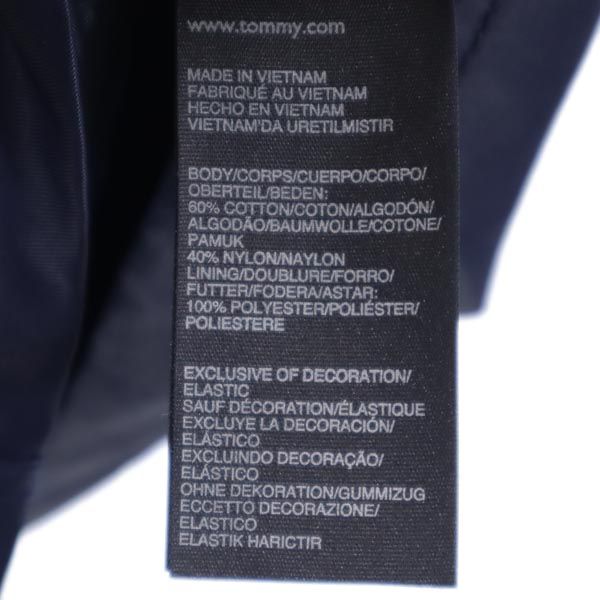 www.tommy.com
MADE IN VIETNAM
FABRIQUÉ AU VIETNAM
HECHO EN VIETNAM
VIETNAM'DA URETILMISTIR
BODY/CORPS/CUERPO/CORPO/
OBERTEIL/BEDEN:
60% COTTON/COTON/ALGODÓN/
ALGODÃO/BAUMWOLLE/COTONE/
PAMUK
40% NYLON/NAYLON
LINING/DOUBLURE/FORRO/
FUTTER/FODERA/ASTAR:
100% POLYESTER/POLIÉSTER/
POLIESTERE
EXCLUSIVE OF DECORATION/
ELASTIC
SAUF DÉCORATION/ÉLASTIQUE
EXCLUYE LA DECORACIÓN/
ELÁSTICO
EXCLUINDO DECORAÇÃO/
ELÁSTICO
OHNE DEKORATION/GUMMIZUG
ECCETTO DECORAZIONE/
ELASTICO
ELASTIK HARICTIR